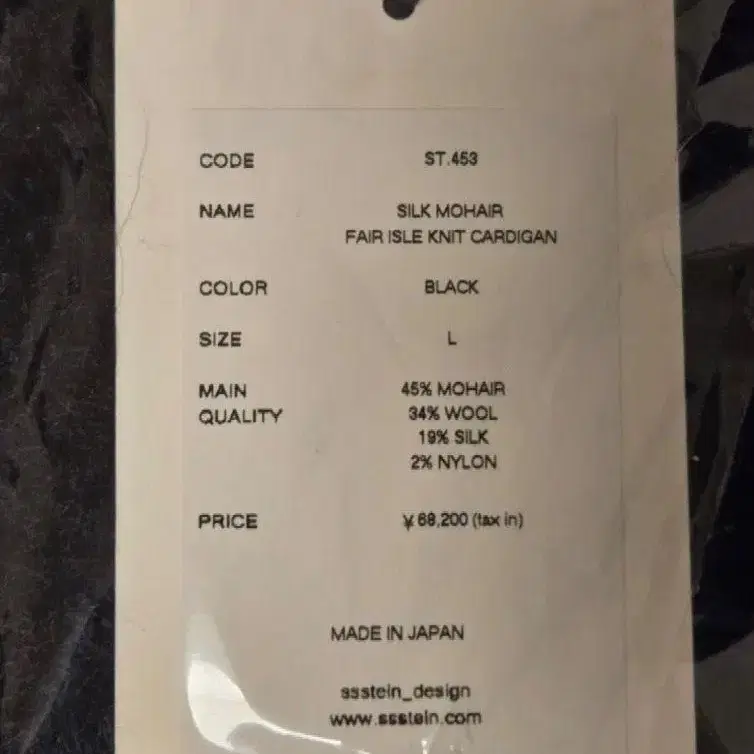 CODE ST.453
NAME SILK MOHAIR
FAIR ISLE KNIT CARDIGAN
COLOR BLACK
SIZE L
MAIN 45% MOHAIR
QUALITY 34% WOOL
19% SILK
2% NYLON
PRICE ¥68,200 (tax in)
MADE IN JAPAN
ssstein_design
www.ssstein.com